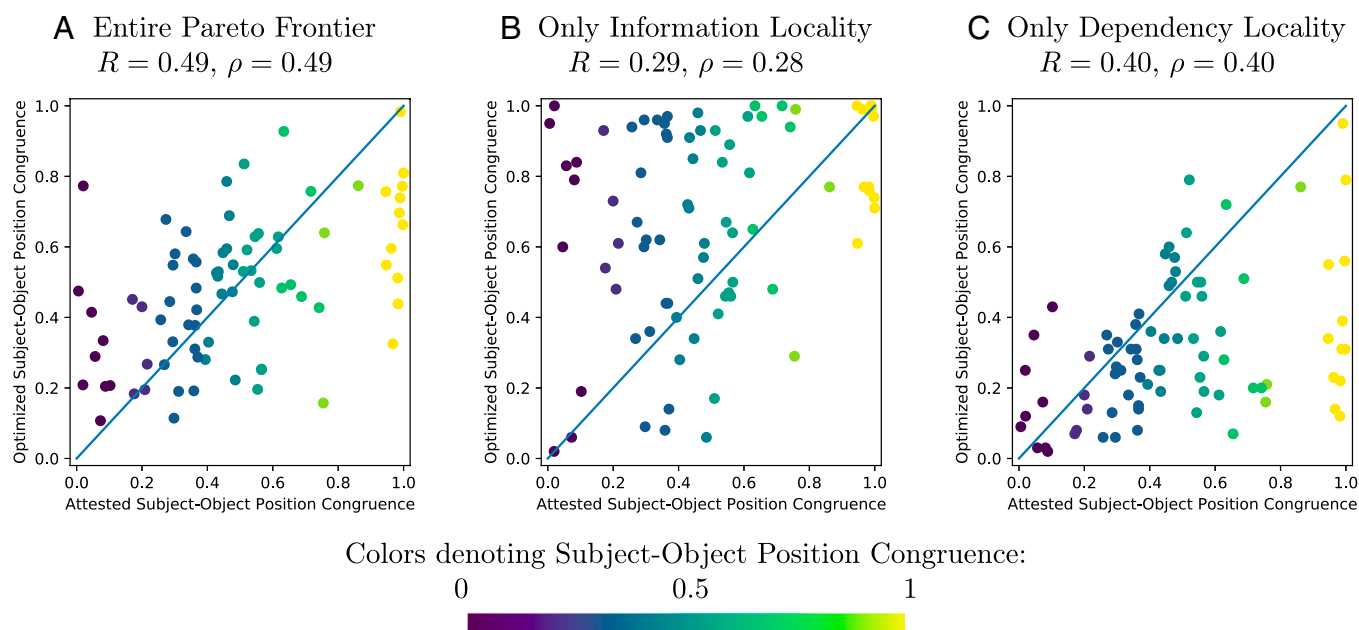 A Entire Pareto Frontier
R = 0.49, ρ = 0.49
B Only Information Locality
R = 0.29, ρ = 0.28
C Only Dependency Locality
R = 0.40, ρ = 0.40
Optimized Subject-Object Position Congruence
1.0
0.8
0.6
0.4
0.2
0.0
0.0 0.2 0.4 0.6 0.8 1.0
Attested Subject-Object Position Congruence
Optimized Subject-Object Position Congruence
1.0
0.8
0.6
0.4
0.2
0.0
0.0 0.2 0.4 0.6 0.8 1.0
Attested Subject-Object Position Congruence
Optimized Subject-Object Position Congruence
1.0
0.8
0.6
0.4
0.2
0.0
0.0 0.2 0.4 0.6 0.8 1.0
Attested Subject-Object Position Congruence
Colors denoting Subject-Object Position Congruence:
0 0.5 1